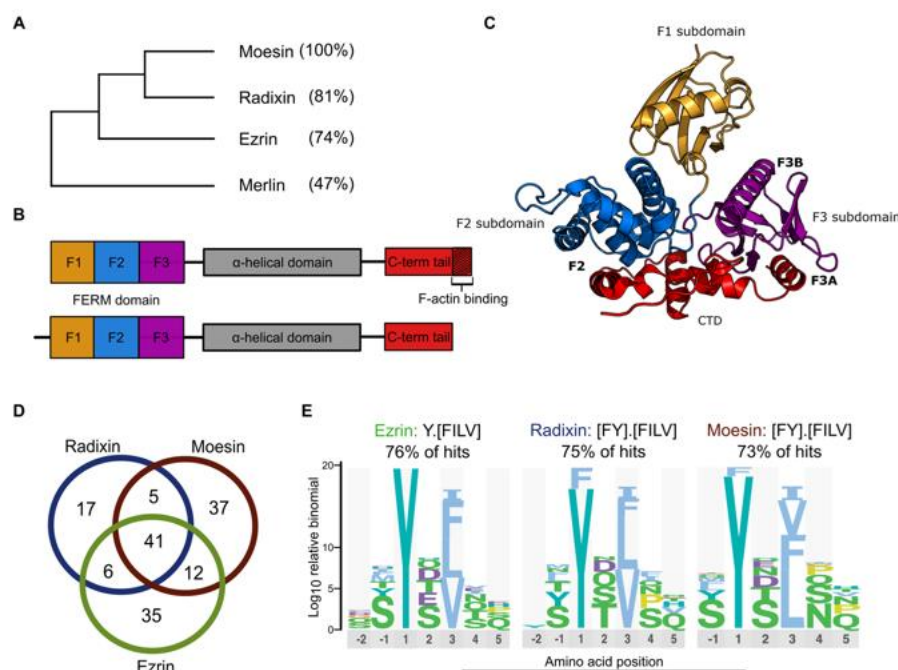 A
Moesin (100%)
Radixin (81%)
Ezrin (74%)
Merlin (47%)
B
F1 F2 F3 α-helical domain C-term tail
FERM domain
F-actin binding
F1 F2 F3 α-helical domain C-term tail
C
F1 subdomain
F3B
F2 subdomain
F3 subdomain
F2
F3A
CTD
D
Radixin Moesin
17 5 37
41
6 12
35
Ezrin
E
Ezrin: Y.[FILV] Radixin: [FY].[FILV] Moesin: [FY].[FILV]
76% of hits 75% of hits 73% of hits
Log10 relative binomial
20
15
10
5
0
-2 -1 1 2 3 4 5
-2 -1 1 2 3 4 5
-1 1 2 3 4 5
Amino acid position